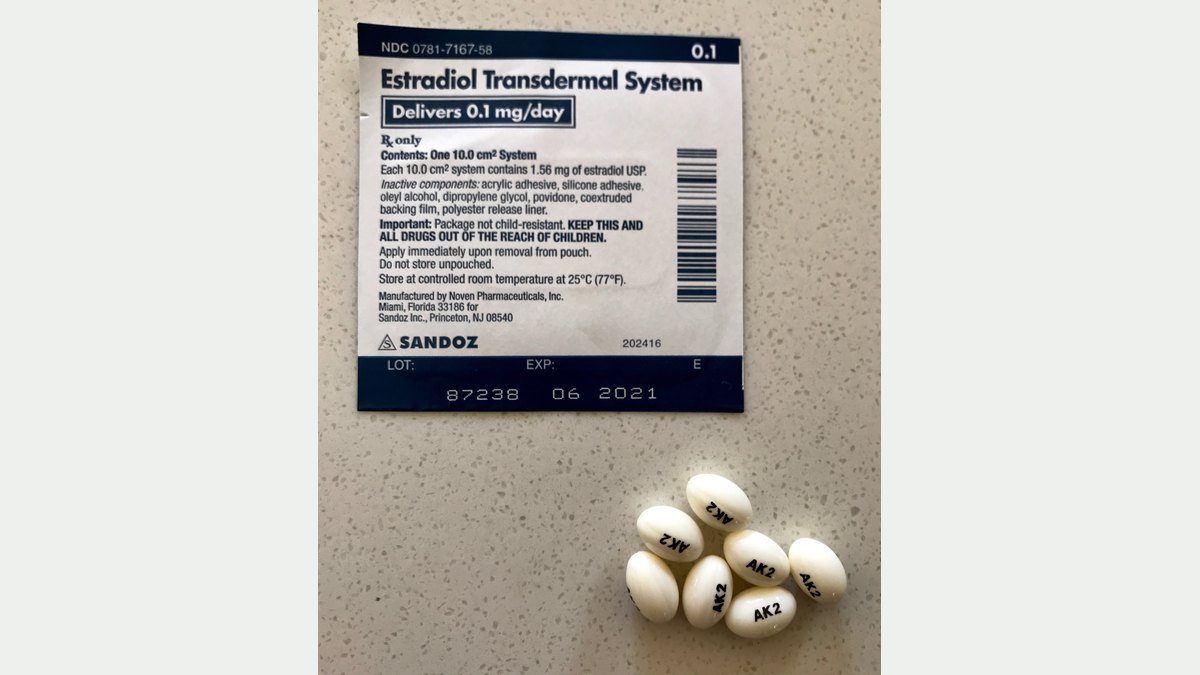 NDC 0781-7167-58 0.1
Estradiol Transdermal System
Delivers 0.1 mg/day
Rx only
Contents: One 10.0 cm² System
Each 10.0 cm² system contains 1.56 mg of estradiol USP.
Inactive components: acrylic adhesive, silicone adhesive,
oleyl alcohol, dipropylene glycol, povidone, coextruded
backing film, polyester release liner.
Important: Package not child-resistant. KEEP THIS AND
ALL DRUGS OUT OF THE REACH OF CHILDREN.
Apply immediately upon removal from pouch.
Do not store unpouched.
Store at controlled room temperature at 25°C (77°F).
Manufactured by Noven Pharmaceuticals, Inc.
Miami, Florida 33186 for
Sandoz Inc., Princeton, NJ 08540
S SANDOZ 202416
LOT: EXP: E
87238 06 2021
AK2
AK2
AK2
AK2
AK2
AK2